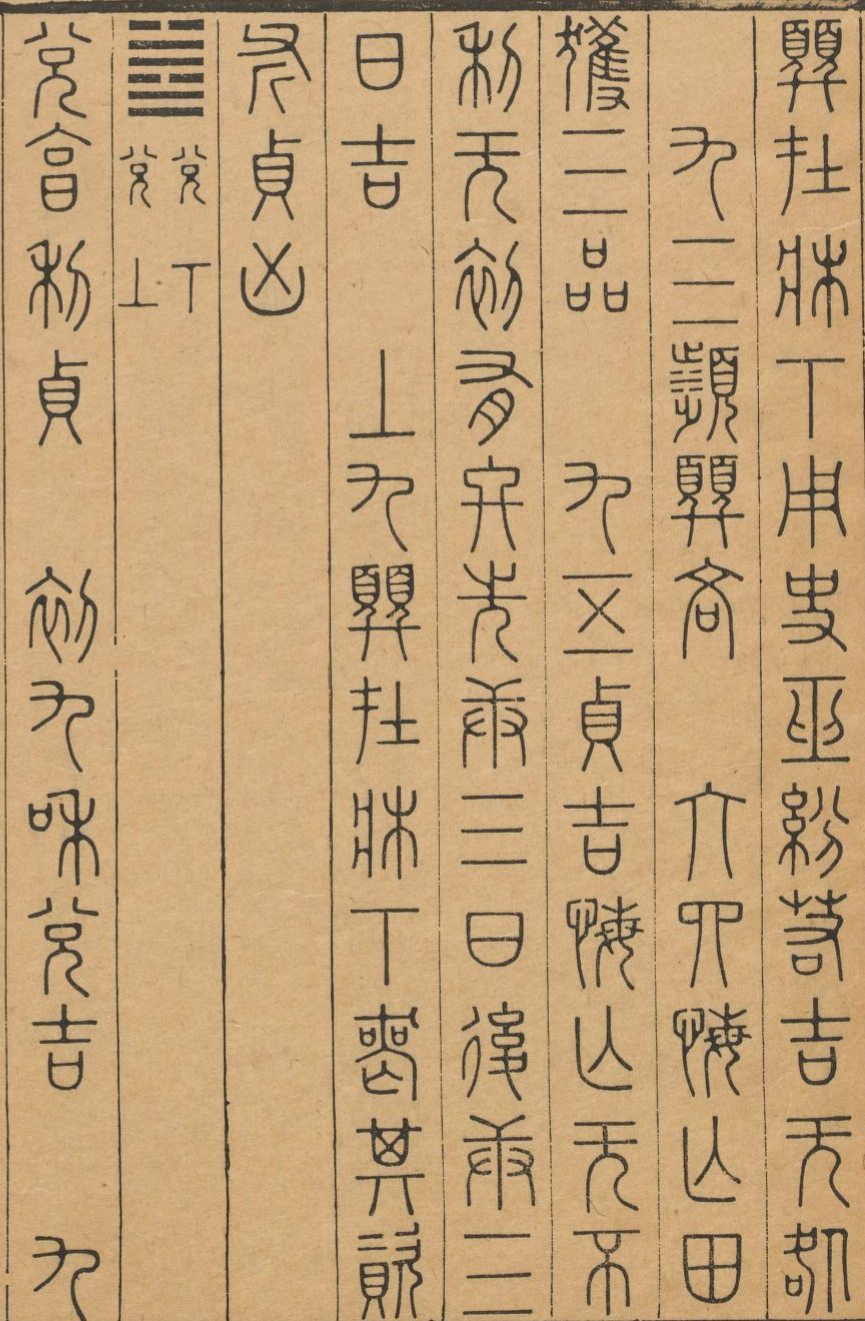 顨在牀下用史巫紛若吉无咎
九三頻顨吝　六四悔亡田
獲三品　九五貞吉悔亡无不
利无初有終先庚三日後庚三
日吉　上九顨在牀下喪其資
斧貞凶
䷹兌下兌上
兌亨利貞　初九和兌吉　九